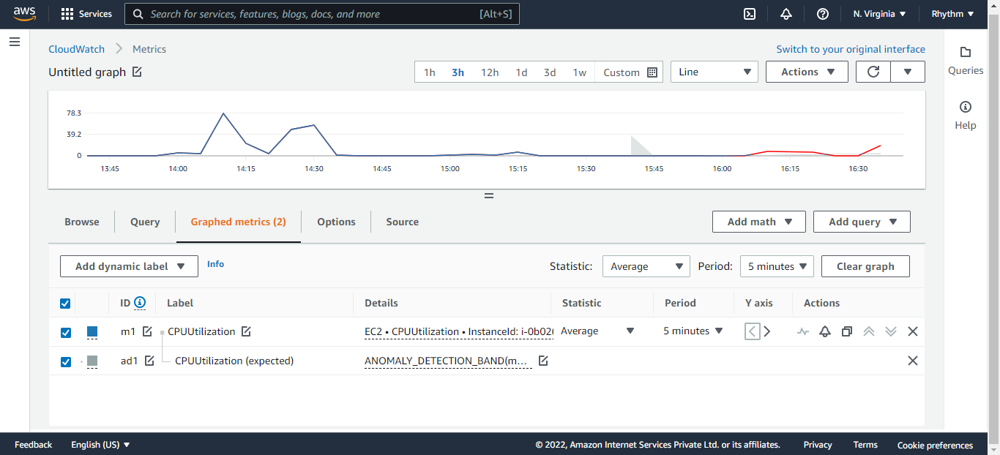 aws Services Search for services, features, blogs, docs, and more [Alt+S] N. Virginia Rhythm
CloudWatch Metrics Switch to your original interface
Untitled graph 1h 3h 12h 1d 3d 1w Custom Line Actions
Queries
Help
78.3
39.2
0
13:45 14:00 14:15 14:30 14:45 15:00 15:15 15:30 15:45 16:00 16:15 16:30
Browse Query Graphed metrics (2) Options Source Add math Add query
Add dynamic label Info Statistic: Average Period: 5 minutes Clear graph
ID Label Details Statistic Period Y axis Actions
m1 CPUUtilization EC2 • CPUUtilization • InstanceId: i-0b026 Average 5 minutes
ad1 CPUUtilization (expected) ANOMALY_DETECTION_BAND(m...
Feedback English (US) © 2022, Amazon Internet Services Private Ltd. or its affiliates. Privacy Terms Cookie preferences